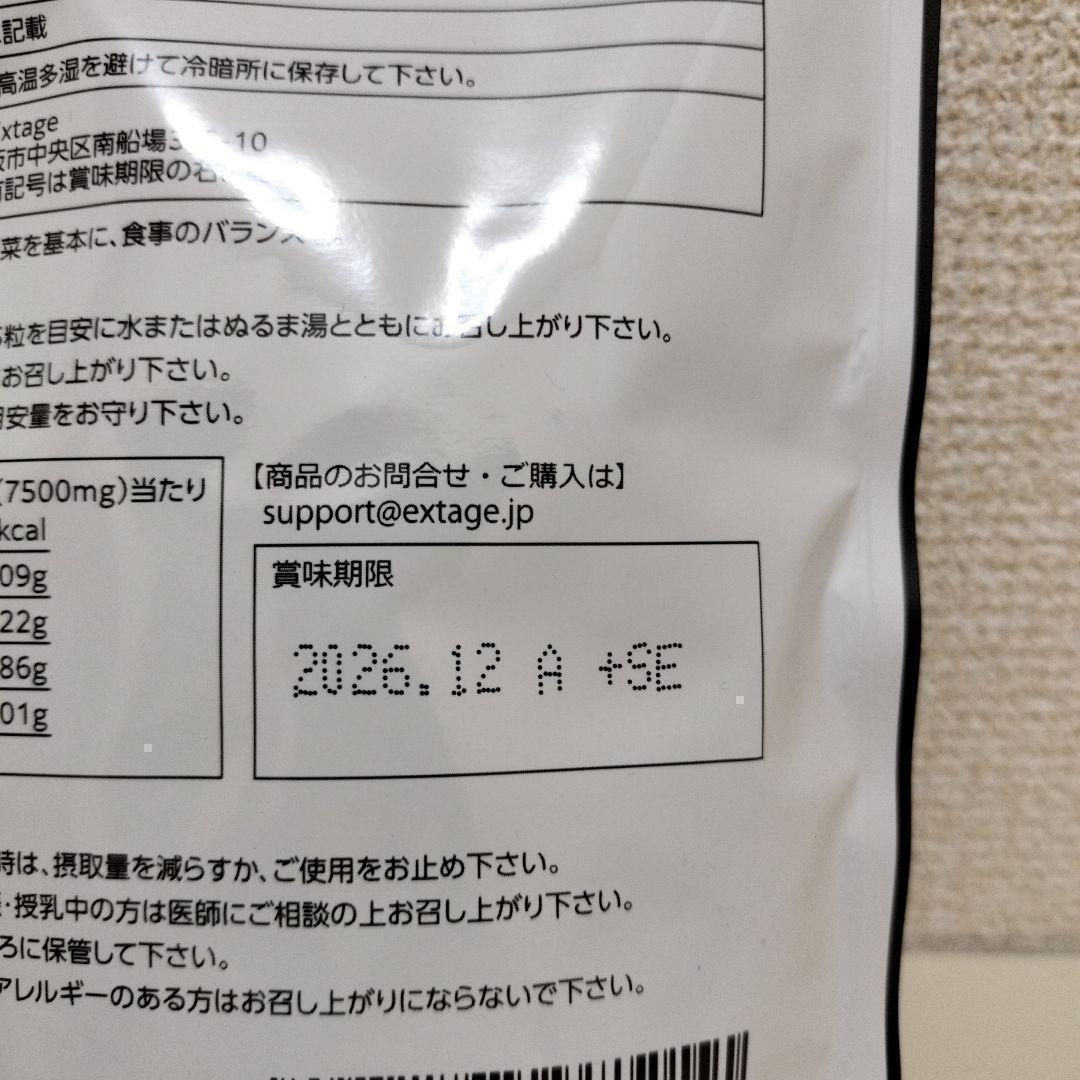 記載
高温多湿を避けて冷暗所に保存して下さい。
xtage
市中央区南船場3 -10
記号は賞味期限の右
菜を基本に、食事のバランスを。
粒を目安に水またはぬるま湯とともにお召し上がり下さい。
お召し上がり下さい。
安量をお守り下さい。
(7500mg)当たり
kcal
09g
22g
86g
01g
【商品のお問合せ・ご購入は】
support@extage.jp
賞味期限
2026.12 A +SE
時は、摂取量を減らすか、ご使用をお止め下さい。
・授乳中の方は医師にご相談の上お召し上がり下さい。
ろに保管して下さい。
アレルギーのある方はお召し上がりにならないで下さい。